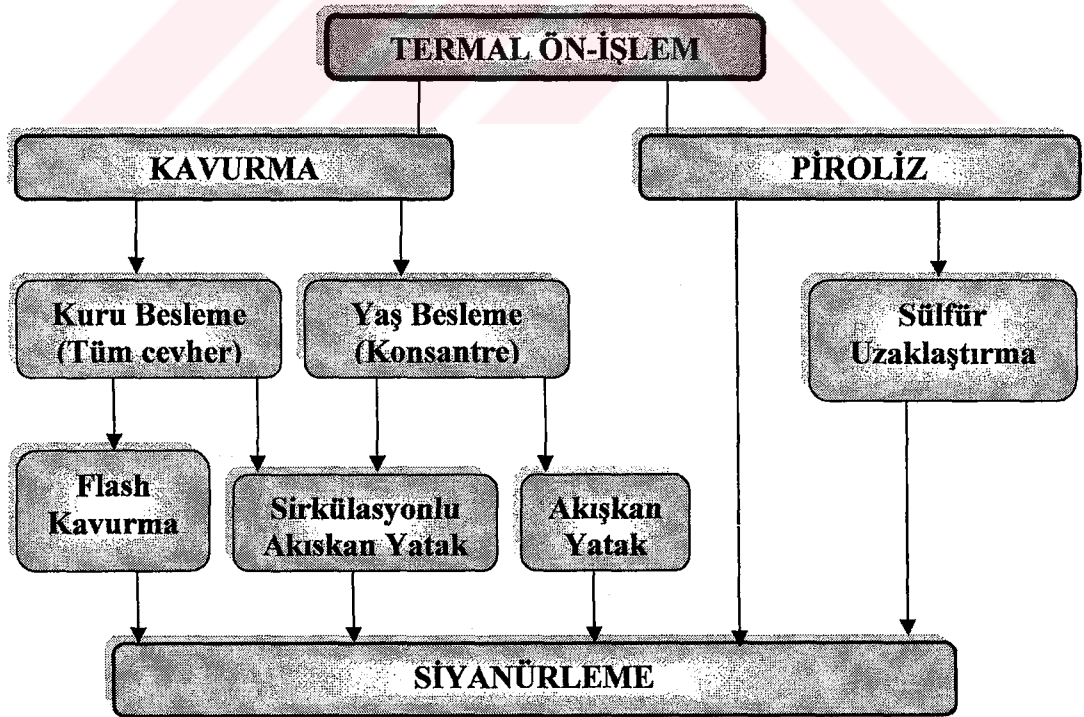 TERMAL ÖN-İŞLEM
KAVURMA
PİROLİZ
Kuru Besleme
(Tüm cevher)
Yaş Besleme
(Konsantre)
Sülfür
Uzaklaştırma
Flash
Kavurma
Sirkülasyonlu
Akıskan Yatak
Akışkan
Yatak
SİYANÜRLEME